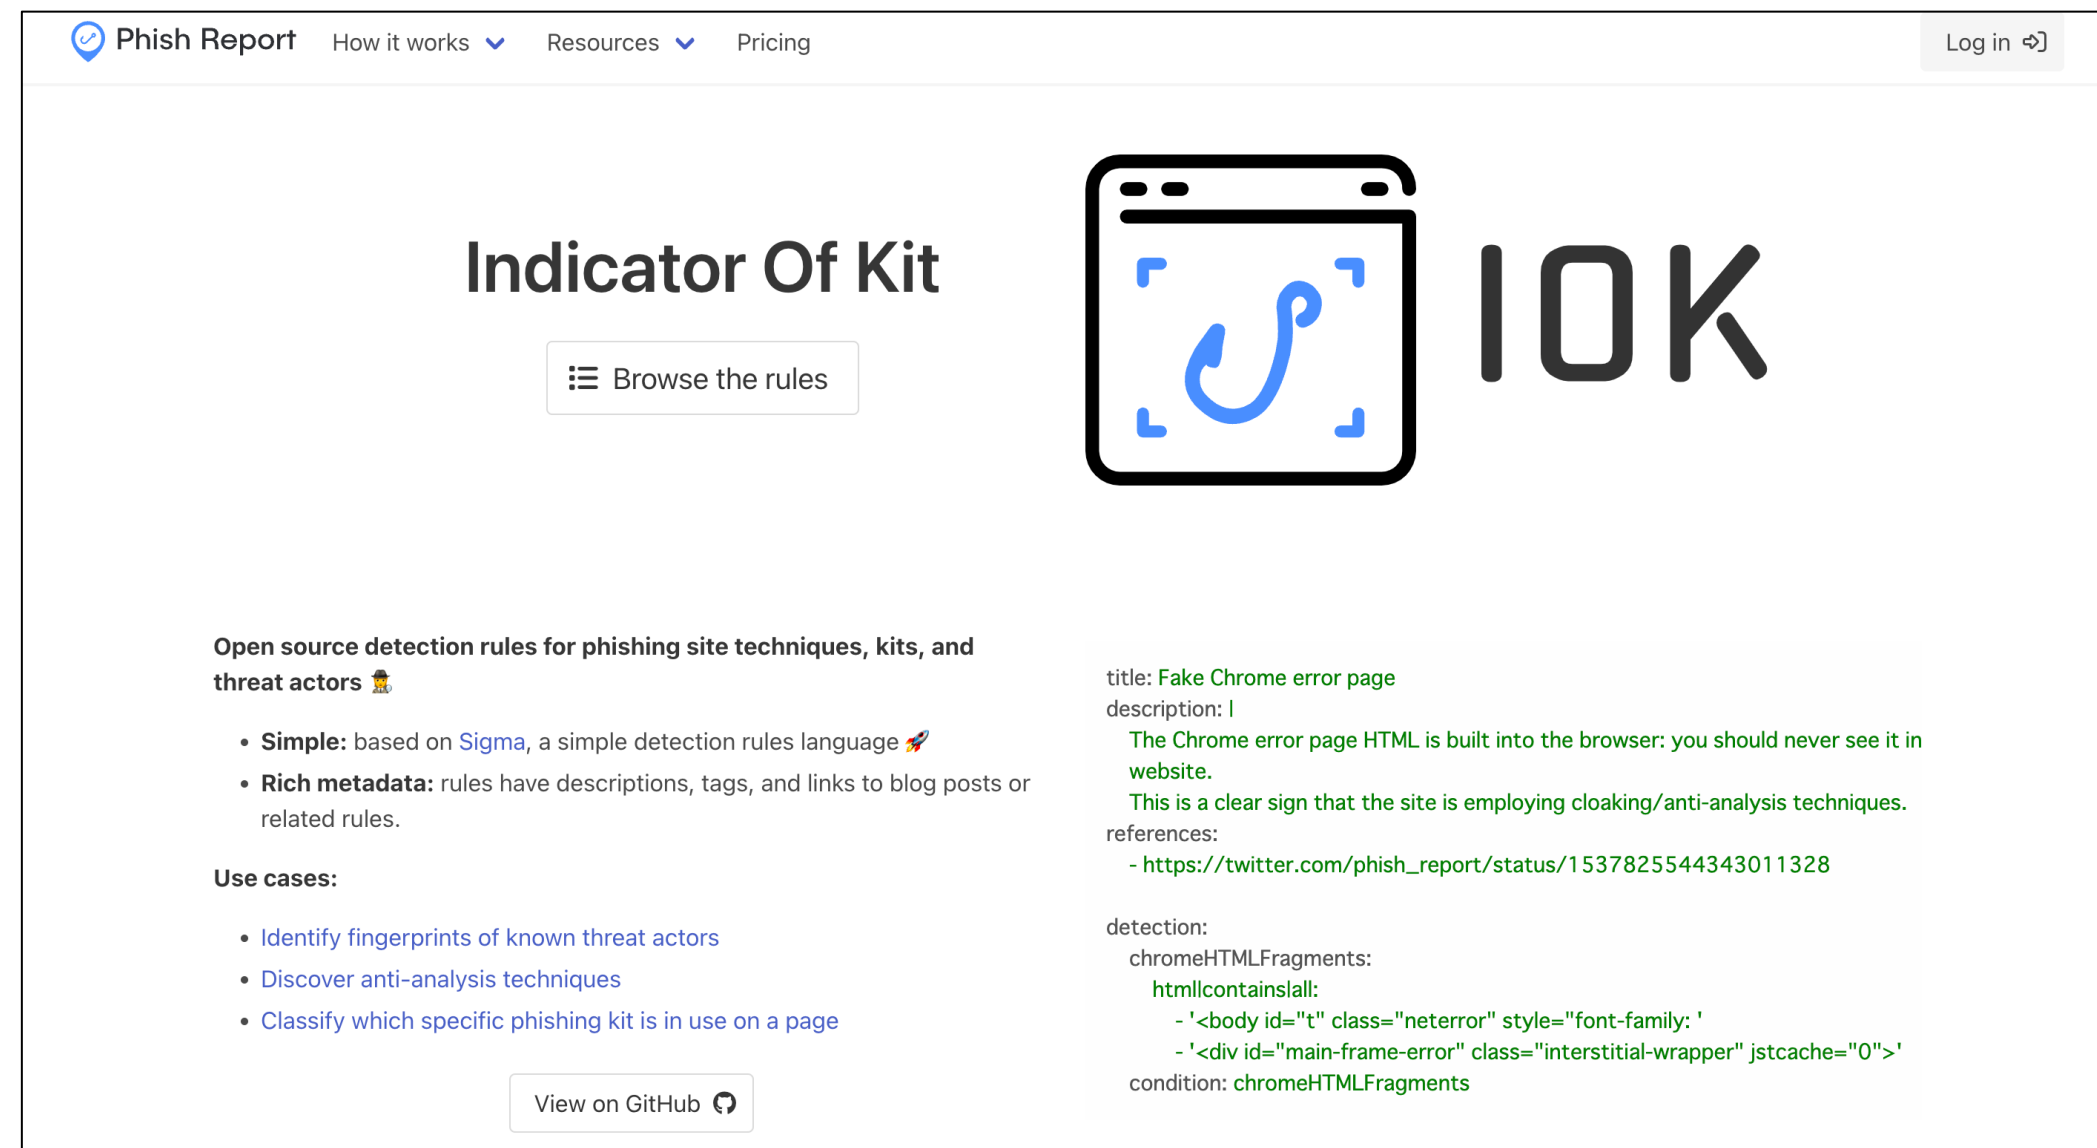 Phish Report How it works Resources Pricing Log in
Indicator Of Kit
Browse the rules
IOK
Open source detection rules for phishing site techniques, kits, and
threat actors
• Simple: based on Sigma, a simple detection rules language
• Rich metadata: rules have descriptions, tags, and links to blog posts or
related rules.
Use cases:
• Identify fingerprints of known threat actors
• Discover anti-analysis techniques
• Classify which specific phishing kit is in use on a page
View on GitHub
title: Fake Chrome error page
description: |
The Chrome error page HTML is built into the browser: you should never see it in
website.
This is a clear sign that the site is employing cloaking/anti-analysis techniques.
references:
- https://twitter.com/phish_report/status/1537825544343011328
detection:
chromeHTMLFragments:
html|contains|all:
- '<body id="t" class="neterror" style="font-family: '
- '<div id="main-frame-error" class="interstitial-wrapper" jstcache="0">'
condition: chromeHTMLFragments